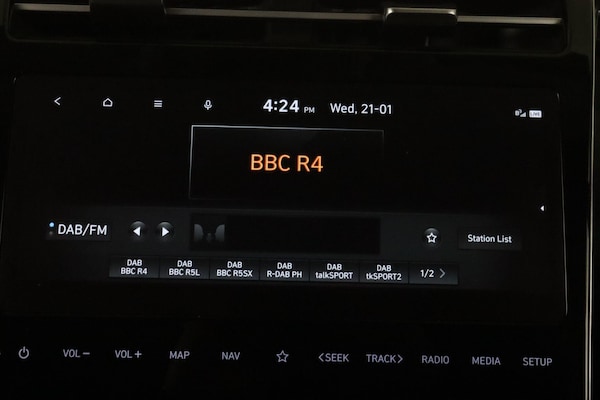 4:24 PM Wed, 21-01
BBC R4
DAB/FM
Station List
DAB
BBC R4
DAB
BBC R5L
DAB
BBC R5SX
DAB
R-DAB PH
DAB
talkSPORT
DAB
tkSPORT2
1/2
VOL- VOL+ MAP NAV <SEEK TRACK> RADIO MEDIA SETUP